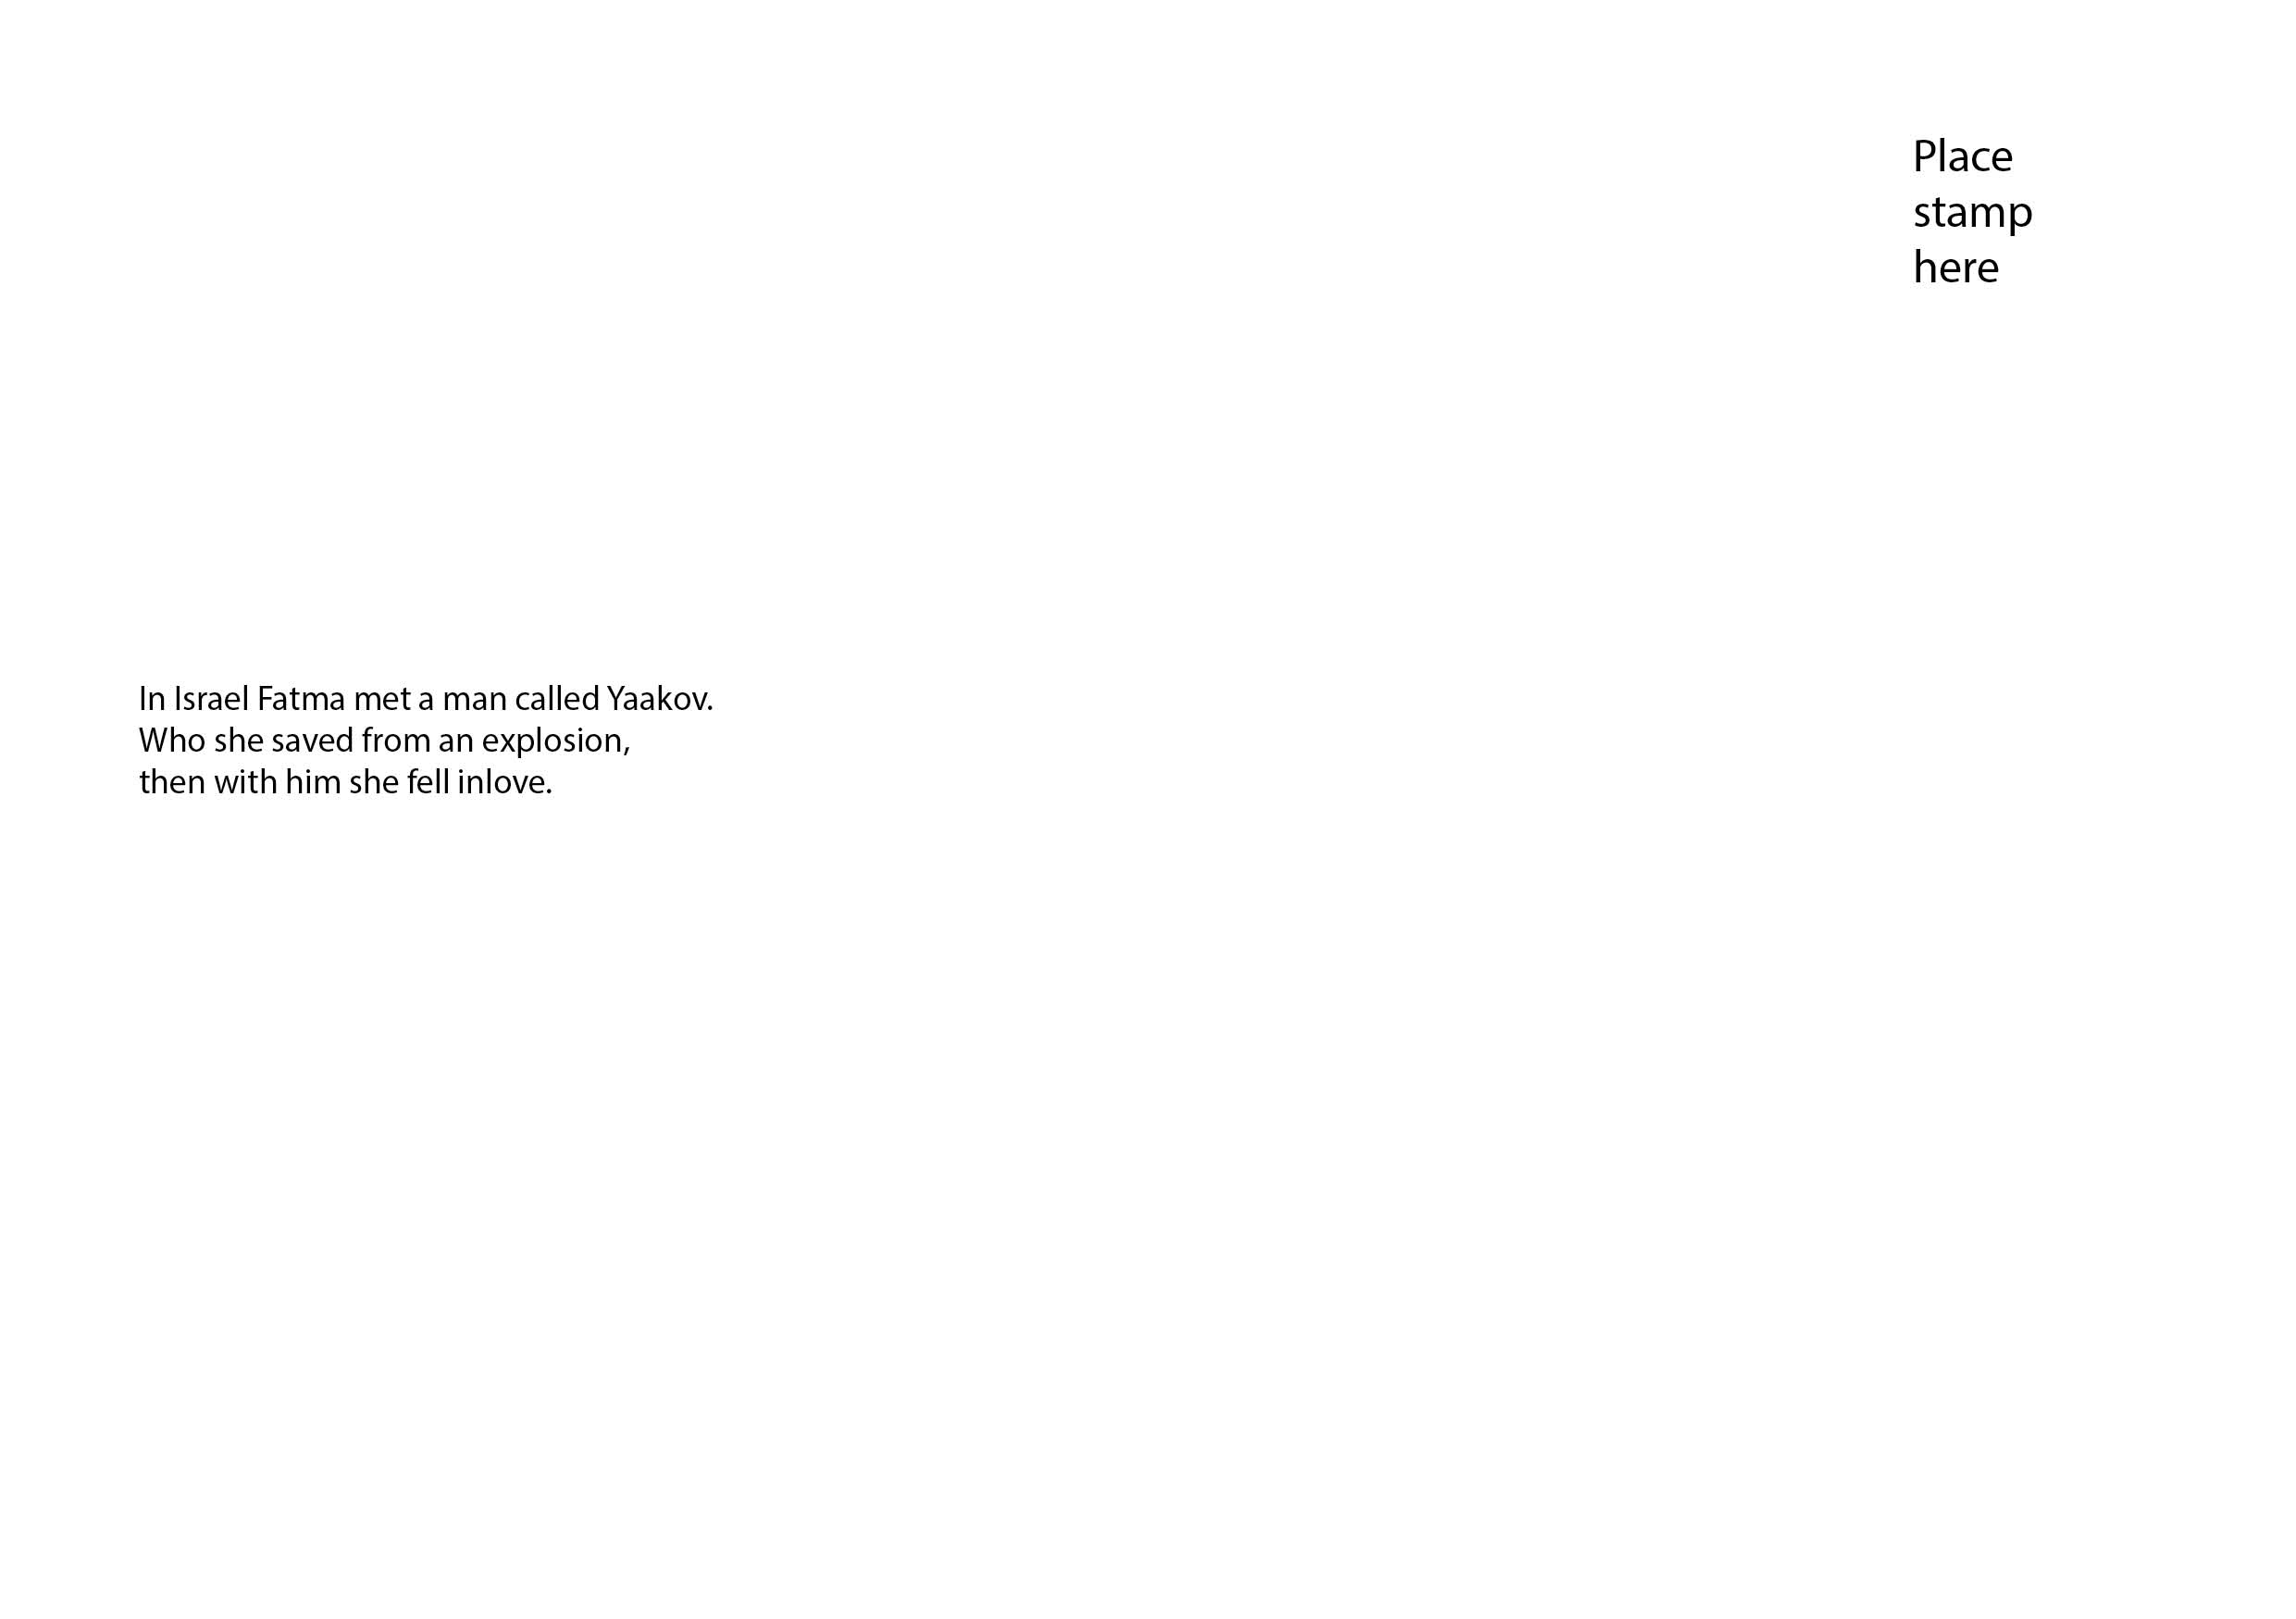 Place
stamp
here
In Israel Fatma met a man called Yaakov.
Who she saved from an explosion,
then with him she fell inlove.